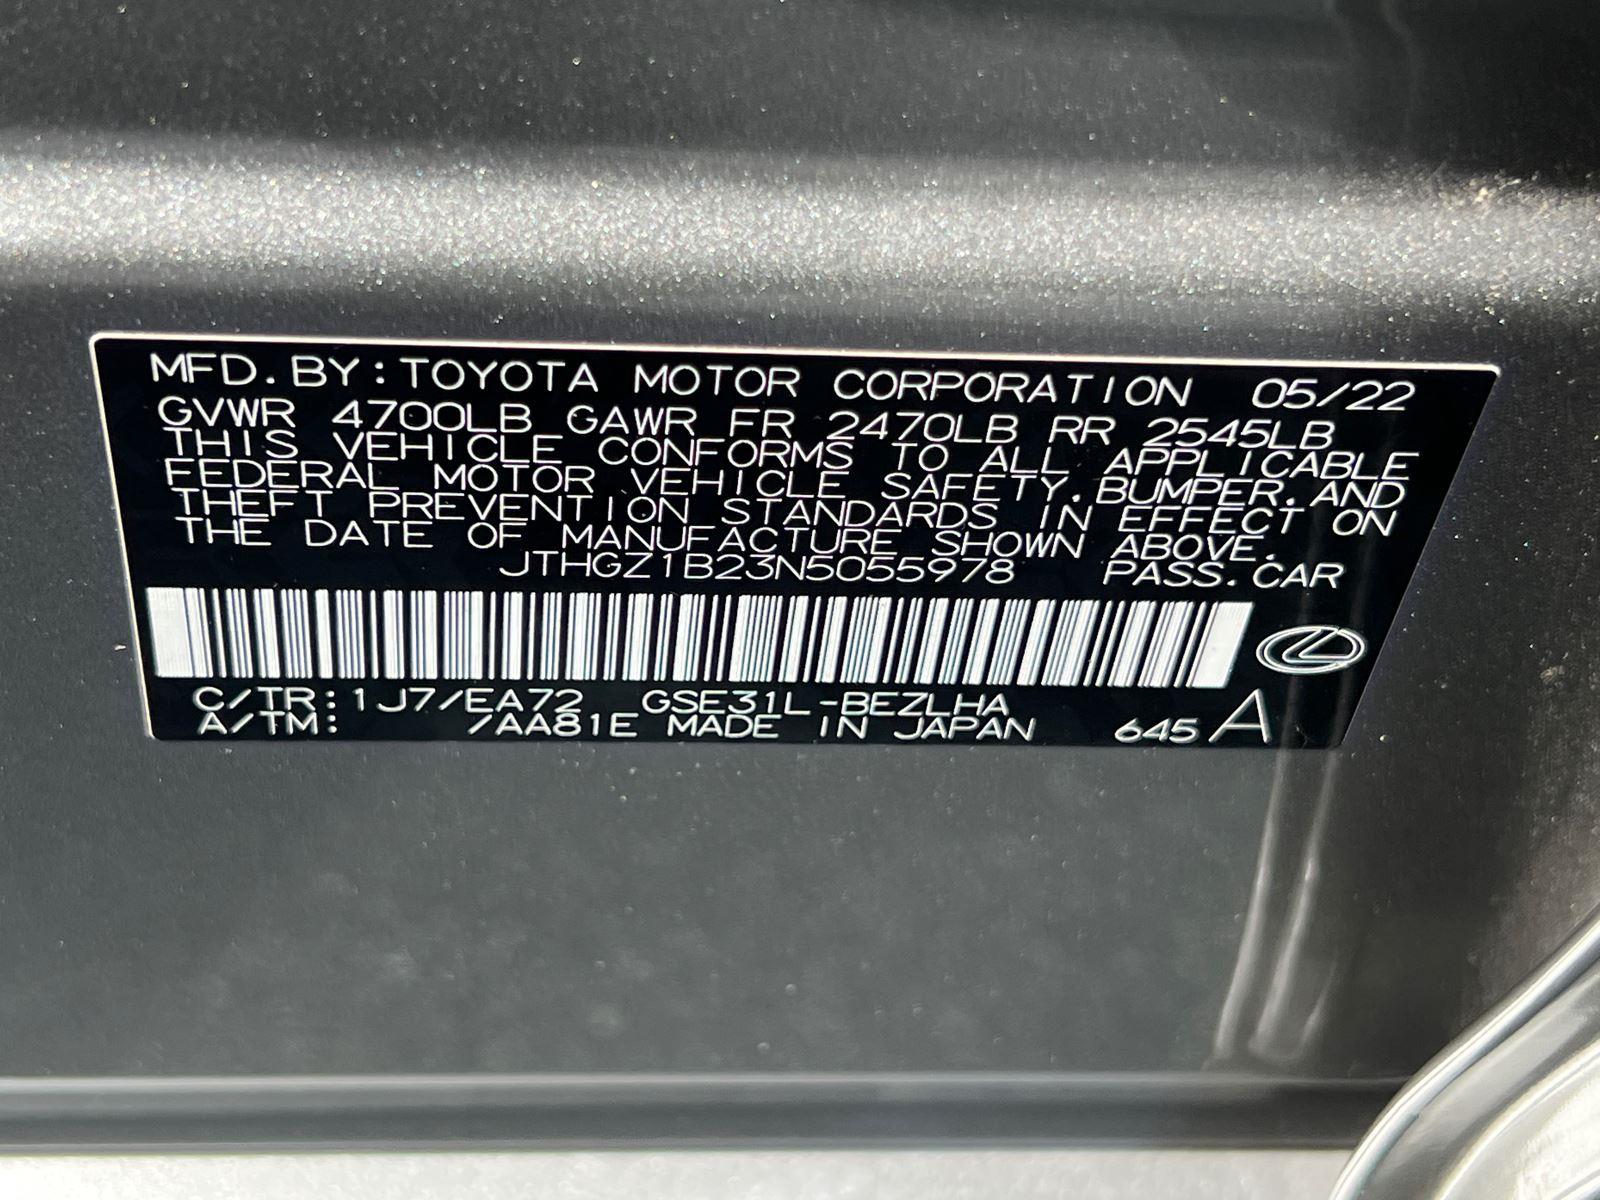 MFD. BY: TOYOTA MOTOR CORPORATION 05/22
GVWR 4700LB GAWR FR 2470LB RR 2545LB
THIS VEHICLE CONFORMS TO ALL APPLICABLE
FEDERAL MOTOR VEHICLE SAFETY, BUMPER, AND
THEFT PREVENTION STANDARDS IN EFFECT ON
THE DATE OF MANUFACTURE SHOWN ABOVE.
JTHGZ1B23N5055978 PASS. CAR
C/TR: 1J7/EA72 GSE31L-BEZLHA
A/TM: /AA81E MADE IN JAPAN 645 A